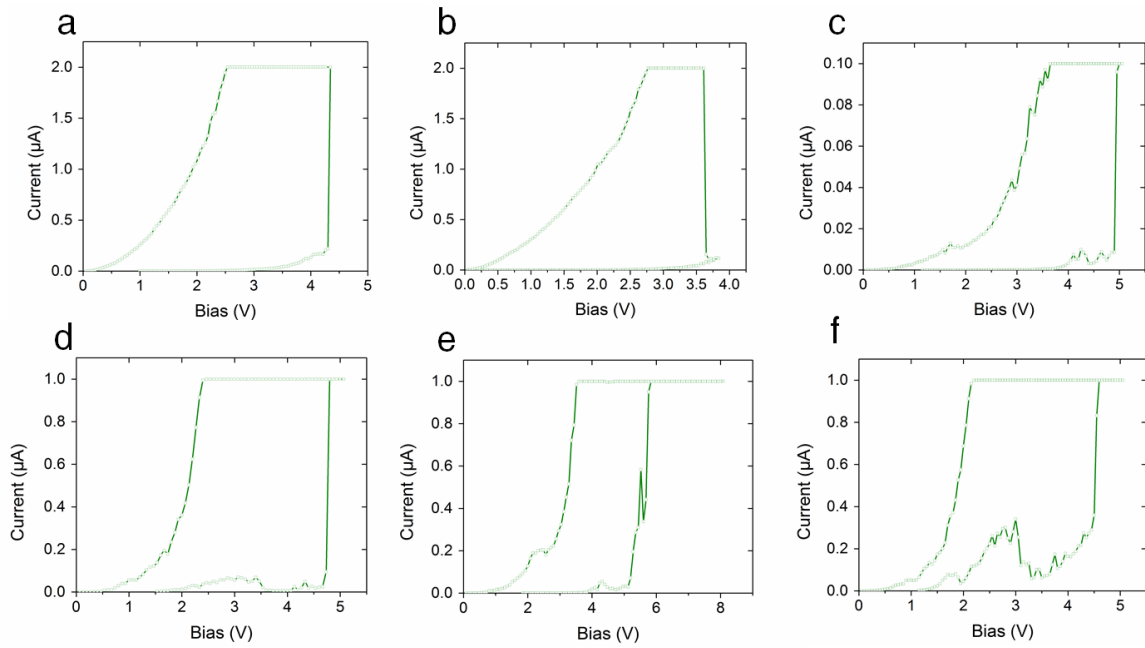 a
b
c
2.0
1.5
1.0
0.5
0.0
Current (µA)
0 1 2 3 4 5
Bias (V)
2.0
1.5
1.0
0.5
0.0
Current (µA)
0.0 0.5 1.0 1.5 2.0 2.5 3.0 3.5 4.0
Bias (V)
0.10
0.08
0.06
0.04
0.02
0.00
Current (µA)
0 1 2 3 4 5
Bias (V)
d
e
f
1.0
0.8
0.6
0.4
0.2
0.0
Current (µA)
0 1 2 3 4 5
Bias (V)
1.0
0.8
0.6
0.4
0.2
0.0
Current (µA)
0 2 4 6 8
Bias (V)
1.0
0.8
0.6
0.4
0.2
0.0
Current (µA)
0 1 2 3 4 5
Bias (V)